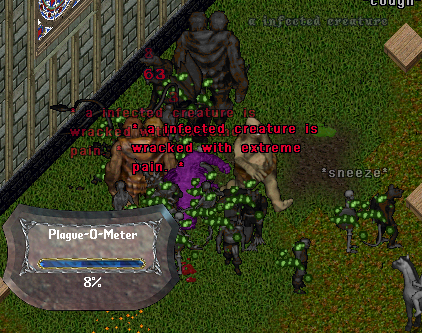 cough
a infected creature
63
a infected creature is
wracked with
pain. *
* a infected creature is
wracked with extreme
pain. *
*sneeze*
Plague-O-Meter
8%